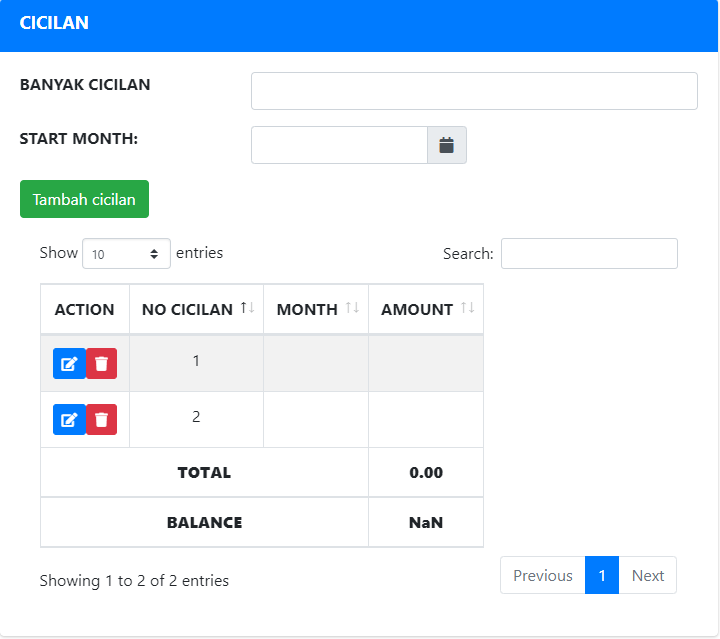 CICILAN
BANYAK CICILAN
START MONTH:
Tambah cicilan
Show 10 entries Search:
ACTION NO CICILAN MONTH AMOUNT
1
2
TOTAL 0.00
BALANCE NaN
Showing 1 to 2 of 2 entries Previous 1 Next